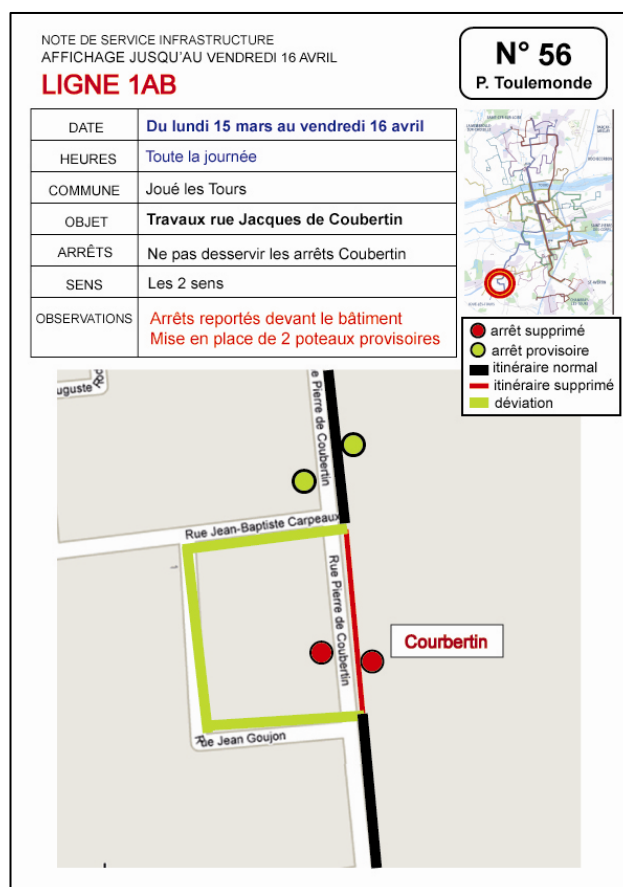 NOTE DE SERVICE INFRASTRUCTURE
AFFICHAGE JUSQU'AU VENDREDI 16 AVRIL
LIGNE 1AB
N° 56
P. Toulemonde
DATE
Du lundi 15 mars au vendredi 16 avril
HEURES
Toute la journée
COMMUNE
Joué les Tours
OBJET
Travaux rue Jacques de Coubertin
ARRÊTS
Ne pas desservir les arrêts Coubertin
SENS
Les 2 sens
OBSERVATIONS
Arrêts reportés devant le bâtiment
Mise en place de 2 poteaux provisoires
arrêt supprimé
arrêt provisoire
itinéraire normal
itinéraire supprimé
déviation
uguste
Rue Pierre de Coubertin
Rue Jean-Baptiste Carpeaux
Rue Pierre de Coubertin
Courbertin
Rue Jean Goujon